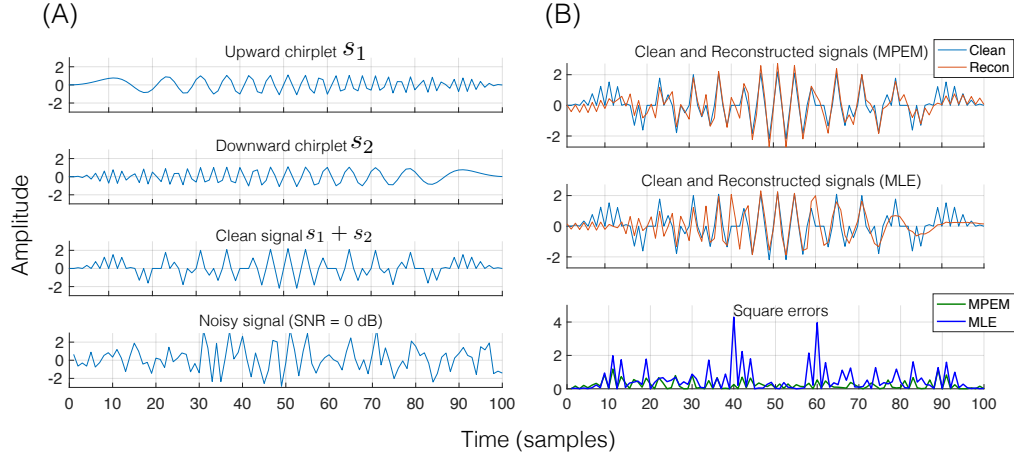 (A)
Amplitude
Upward chirplet s₁
2
0
-2
Downward chirplet s₂
2
0
-2
Clean signal s₁ + s₂
2
0
-2
Noisy signal (SNR = 0 dB)
2
0
-2
0 10 20 30 40 50 60 70 80 90 100
(B)
Clean and Reconstructed signals (MPEM)
Clean
Recon
2
0
-2
Clean and Reconstructed signals (MLE)
2
0
-2
Square errors
MPEM
MLE
4
2
0
0 10 20 30 40 50 60 70 80 90 100
Time (samples)